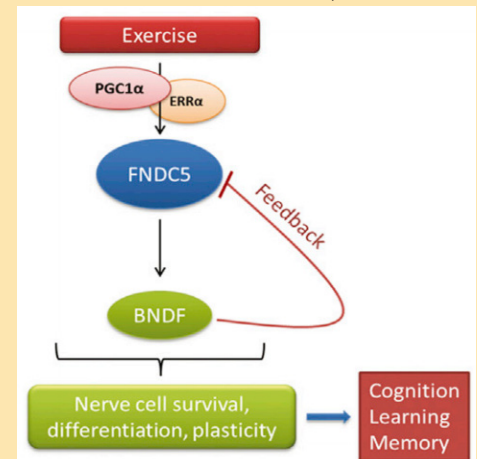 Exercise
PGC1α
ERRα
FNDC5
Feedback
BNDF
Nerve cell survival,
differentiation, plasticity
Cognition
Learning
Memory